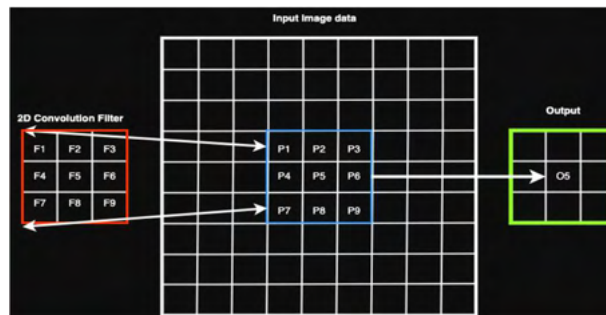 Input Image data
2D Convolution Filter
Output
F1 F2 F3
F4 F5 F6
F7 F8 F9
P1 P2 P3
P4 P5 P6
P7 P8 P9
O5